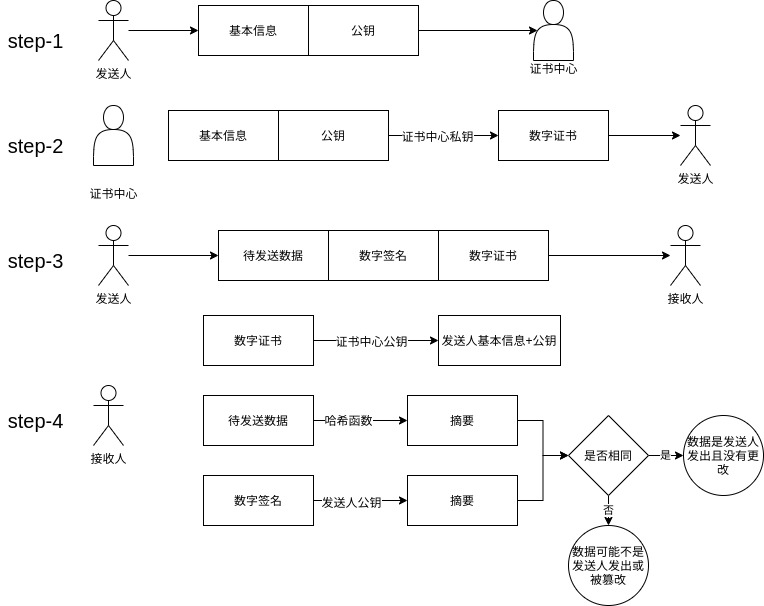 step-1
发送人
基本信息
公钥
证书中心
step-2
证书中心
基本信息
公钥
证书中心私钥
数字证书
发送人
step-3
发送人
待发送数据
数字签名
数字证书
接收人
数字证书
证书中心公钥
发送人基本信息+公钥
step-4
接收人
待发送数据
哈希函数
摘要
数字签名
发送人公钥
摘要
是否相同
是
数据是发送人
发出且没有更
改
否
数据可能不是
发送人发出或
被篡改